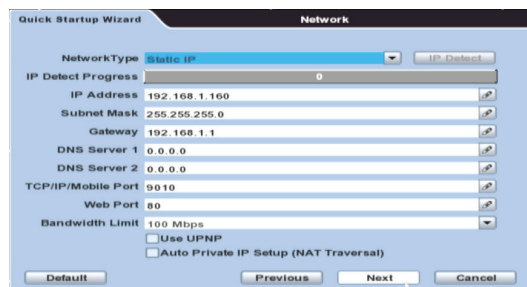 Quick Startup Wizard Network
NetworkType Static IP IP Detect
IP Detect Progress 0
IP Address 192.168.1.160
Subnet Mask 255.255.255.0
Gateway 192.168.1.1
DNS Server 1 0.0.0.0
DNS Server 2 0.0.0.0
TCP/IP/Mobile Port 9010
Web Port 80
Bandwidth Limit 100 Mbps
Use UPNP
Auto Private IP Setup (NAT Traversal)
Default Previous Next Cancel